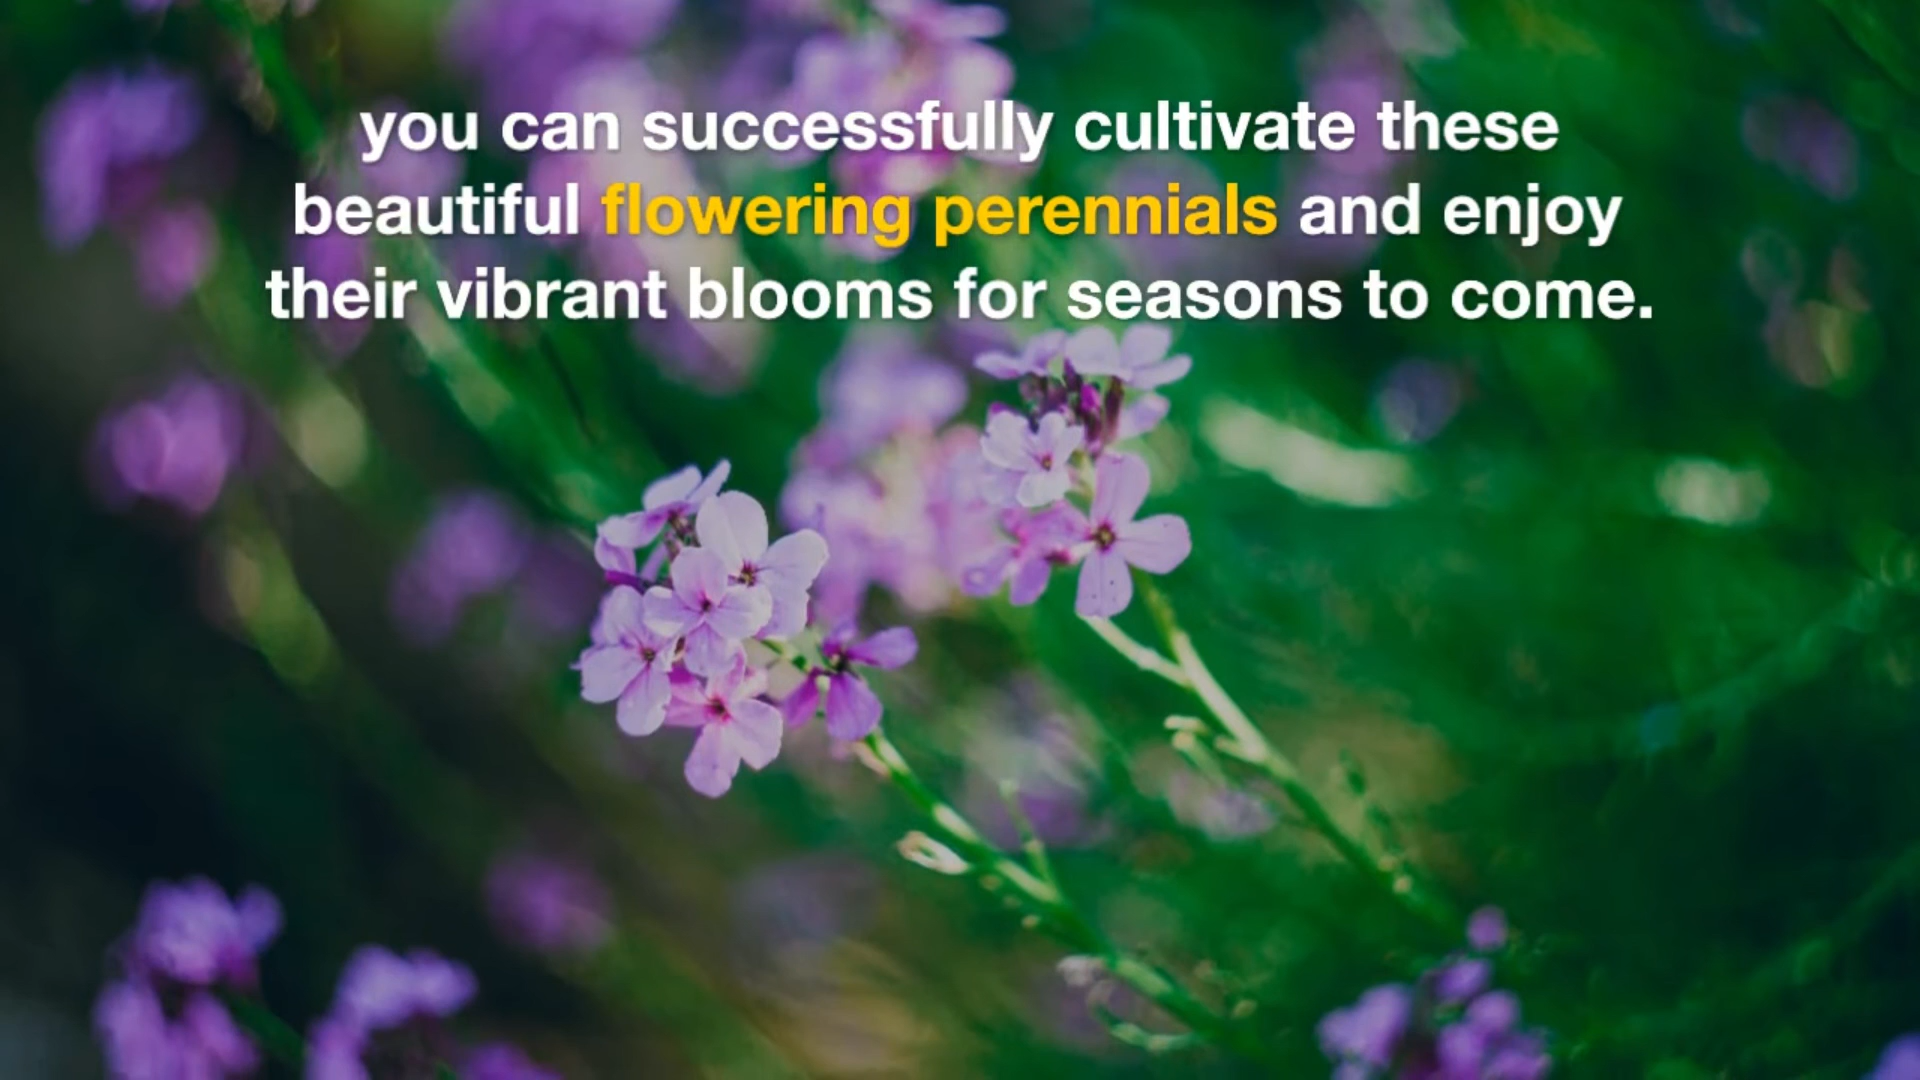 you can successfully cultivate these
beautiful flowering perennials and enjoy
their vibrant blooms for seasons to come.